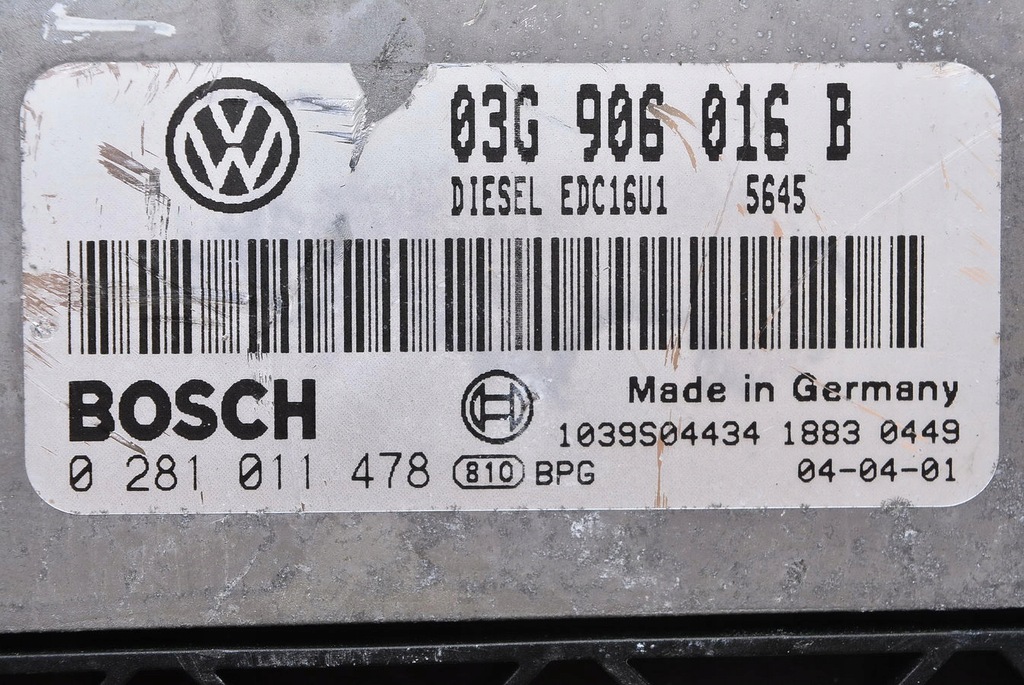 03G 906 016 B
DIESEL EDC16U1 5645
BOSCH
Made in Germany
1039S04434 1883 0449
0 281 011 478 810 BPG 04-04-01